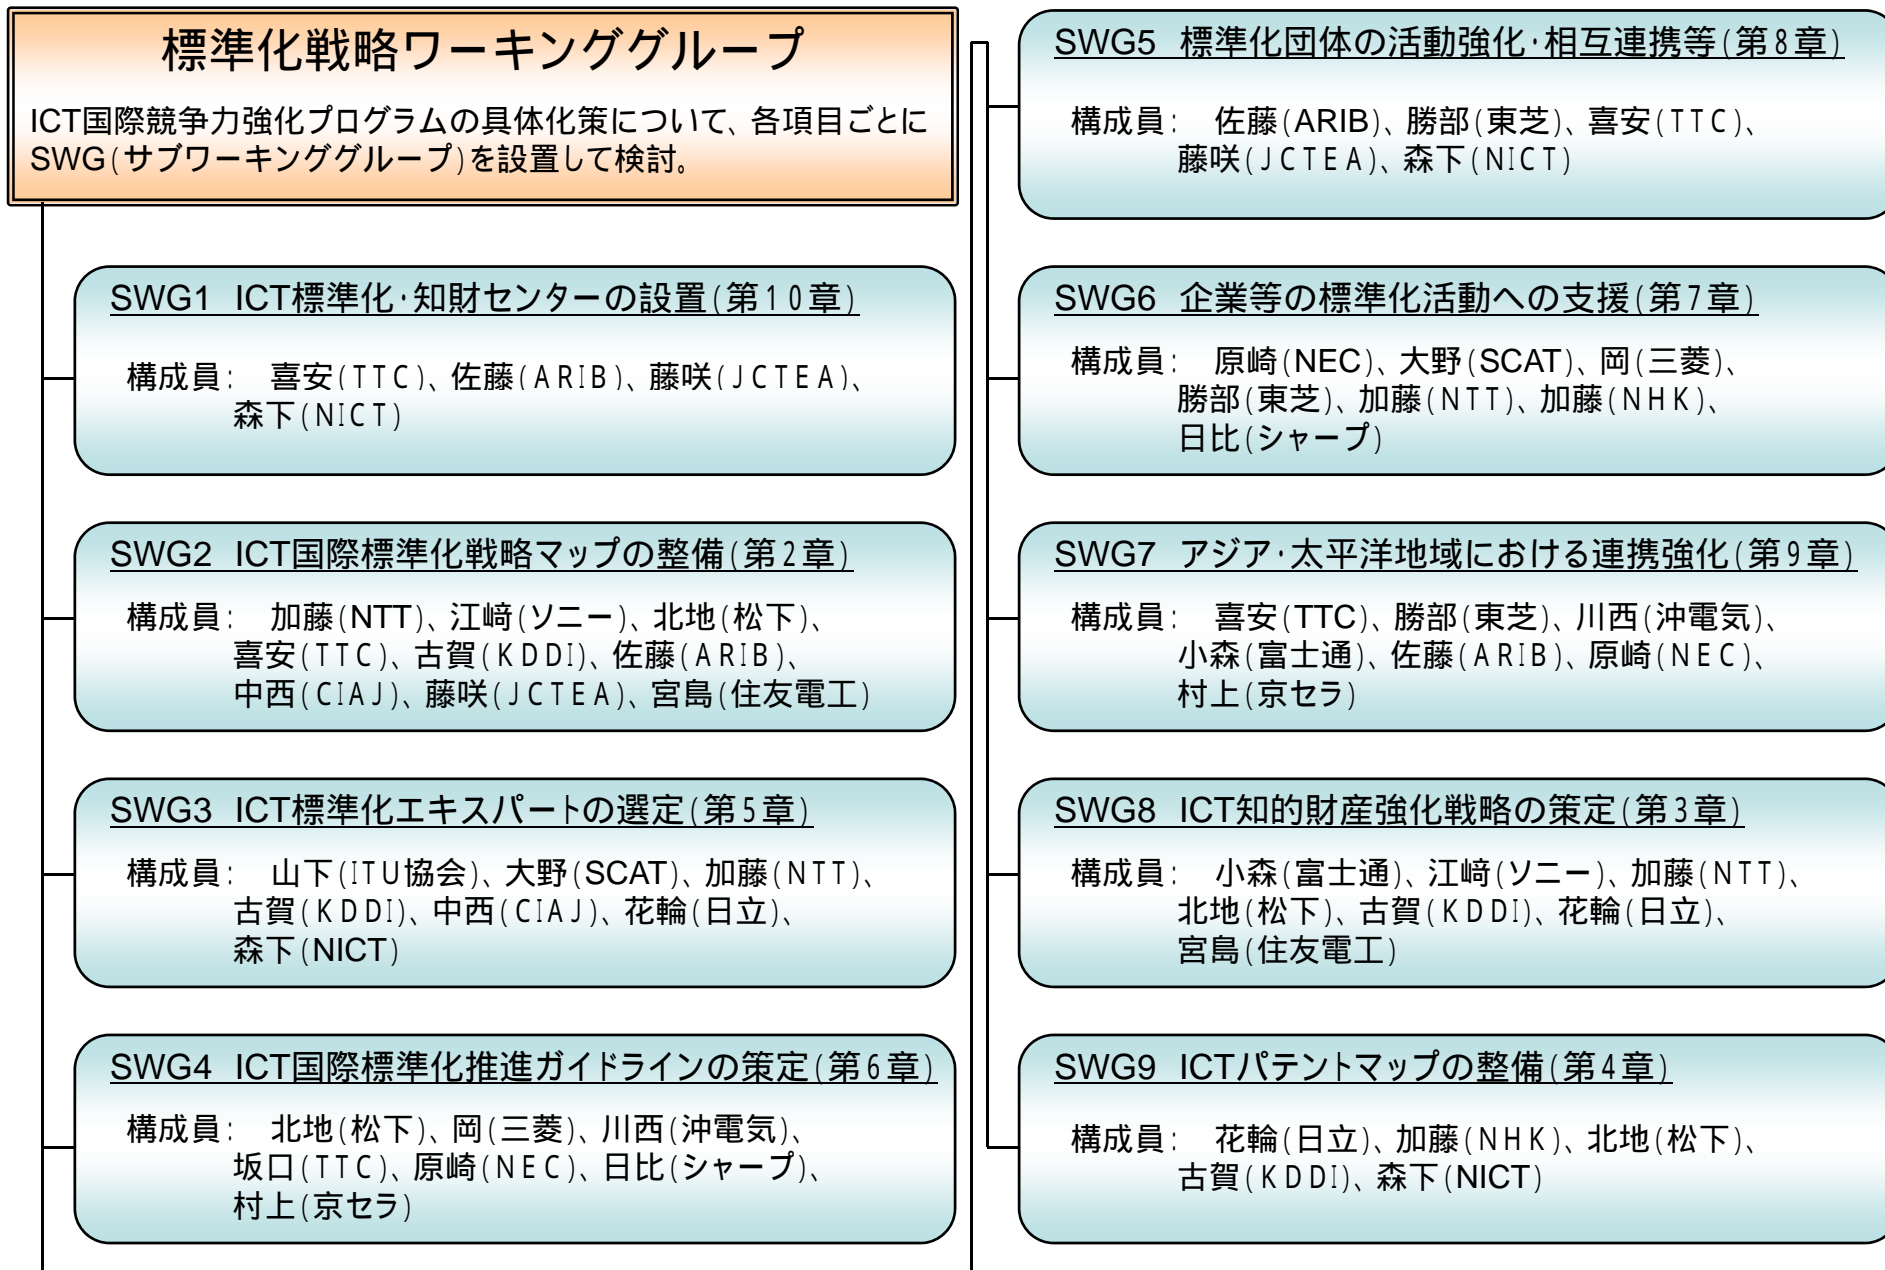 標準化戦略ワーキンググループ
ICT国際競争力強化プログラムの具体化策について、各項目ごとに
SWG(サブワーキンググループ)を設置して検討。
SWG1 ICT標準化・知財センターの設置(第10章)
構成員: 喜安(TTC)、佐藤(ARIB)、藤咲(JCTEA)、
森下(NICT)
SWG2 ICT国際標準化戦略マップの整備(第2章)
構成員: 加藤(NTT)、江﨑(ソニー)、北地(松下)、
喜安(TTC)、古賀(KDDI)、佐藤(ARIB)、
中西(CIAJ)、藤咲(JCTEA)、宮島(住友電工)
SWG3 ICT標準化エキスパートの選定(第5章)
構成員: 山下(ITU協会)、大野(SCAT)、加藤(NTT)、
古賀(KDDI)、中西(CIAJ)、花輪(日立)、
森下(NICT)
SWG4 ICT国際標準化推進ガイドラインの策定(第6章)
構成員: 北地(松下)、岡(三菱)、川西(沖電気)、
坂口(TTC)、原崎(NEC)、日比(シャープ)、
村上(京セラ)
SWG5 標準化団体の活動強化・相互連携等(第8章)
構成員: 佐藤(ARIB)、勝部(東芝)、喜安(TTC)、
藤咲(JCTEA)、森下(NICT)
SWG6 企業等の標準化活動への支援(第7章)
構成員: 原崎(NEC)、大野(SCAT)、岡(三菱)、
勝部(東芝)、加藤(NTT)、加藤(NHK)、
日比(シャープ)
SWG7 アジア・太平洋地域における連携強化(第9章)
構成員: 喜安(TTC)、勝部(東芝)、川西(沖電気)、
小森(富士通)、佐藤(ARIB)、原崎(NEC)、
村上(京セラ)
SWG8 ICT知的財産強化戦略の策定(第3章)
構成員: 小森(富士通)、江﨑(ソニー)、加藤(NTT)、
北地(松下)、古賀(KDDI)、花輪(日立)、
宮島(住友電工)
SWG9 ICTパテントマップの整備(第4章)
構成員: 花輪(日立)、加藤(NHK)、北地(松下)、
古賀(KDDI)、森下(NICT)